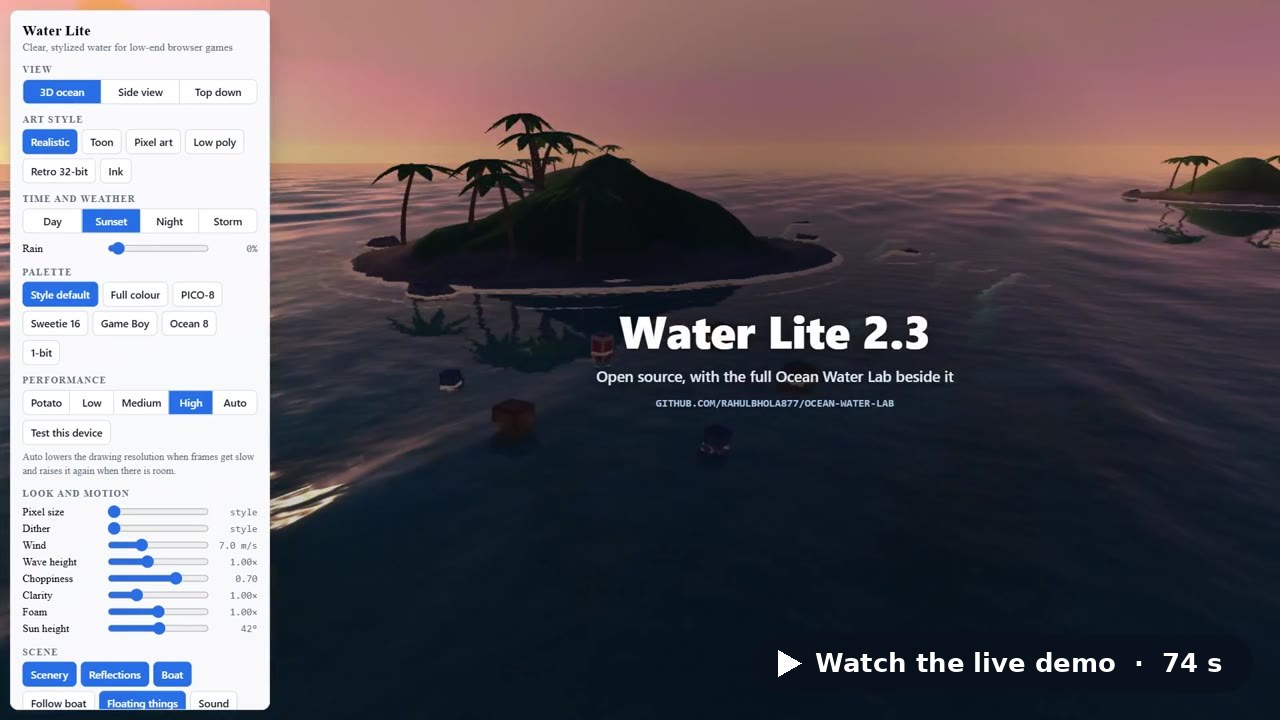 Water Lite
Clear, stylized water for low-end browser games
VIEW
3D ocean Side view Top down
ART STYLE
Realistic Toon Pixel art Low poly
Retro 32-bit Ink
TIME AND WEATHER
Day Sunset Night Storm
Rain 0%
PALETTE
Style default Full colour PICO-8
Sweetie 16 Game Boy Ocean 8
1-bit
PERFORMANCE
Potato Low Medium High Auto
Test this device
Auto lowers the drawing resolution when frames get slow
and raises it again when there is room.
LOOK AND MOTION
Pixel size style
Dither style
Wind 7.0 m/s
Wave height 1.00×
Choppiness 0.70
Clarity 1.00×
Foam 1.00×
Sun height 42°
SCENE
Scenery Reflections Boat
Follow boat Floating things Sound
Water Lite 2.3
Open source, with the full Ocean Water Lab beside it
GITHUB.COM/RAHULBHOLA877/OCEAN-WATER-LAB
Watch the live demo · 74 s